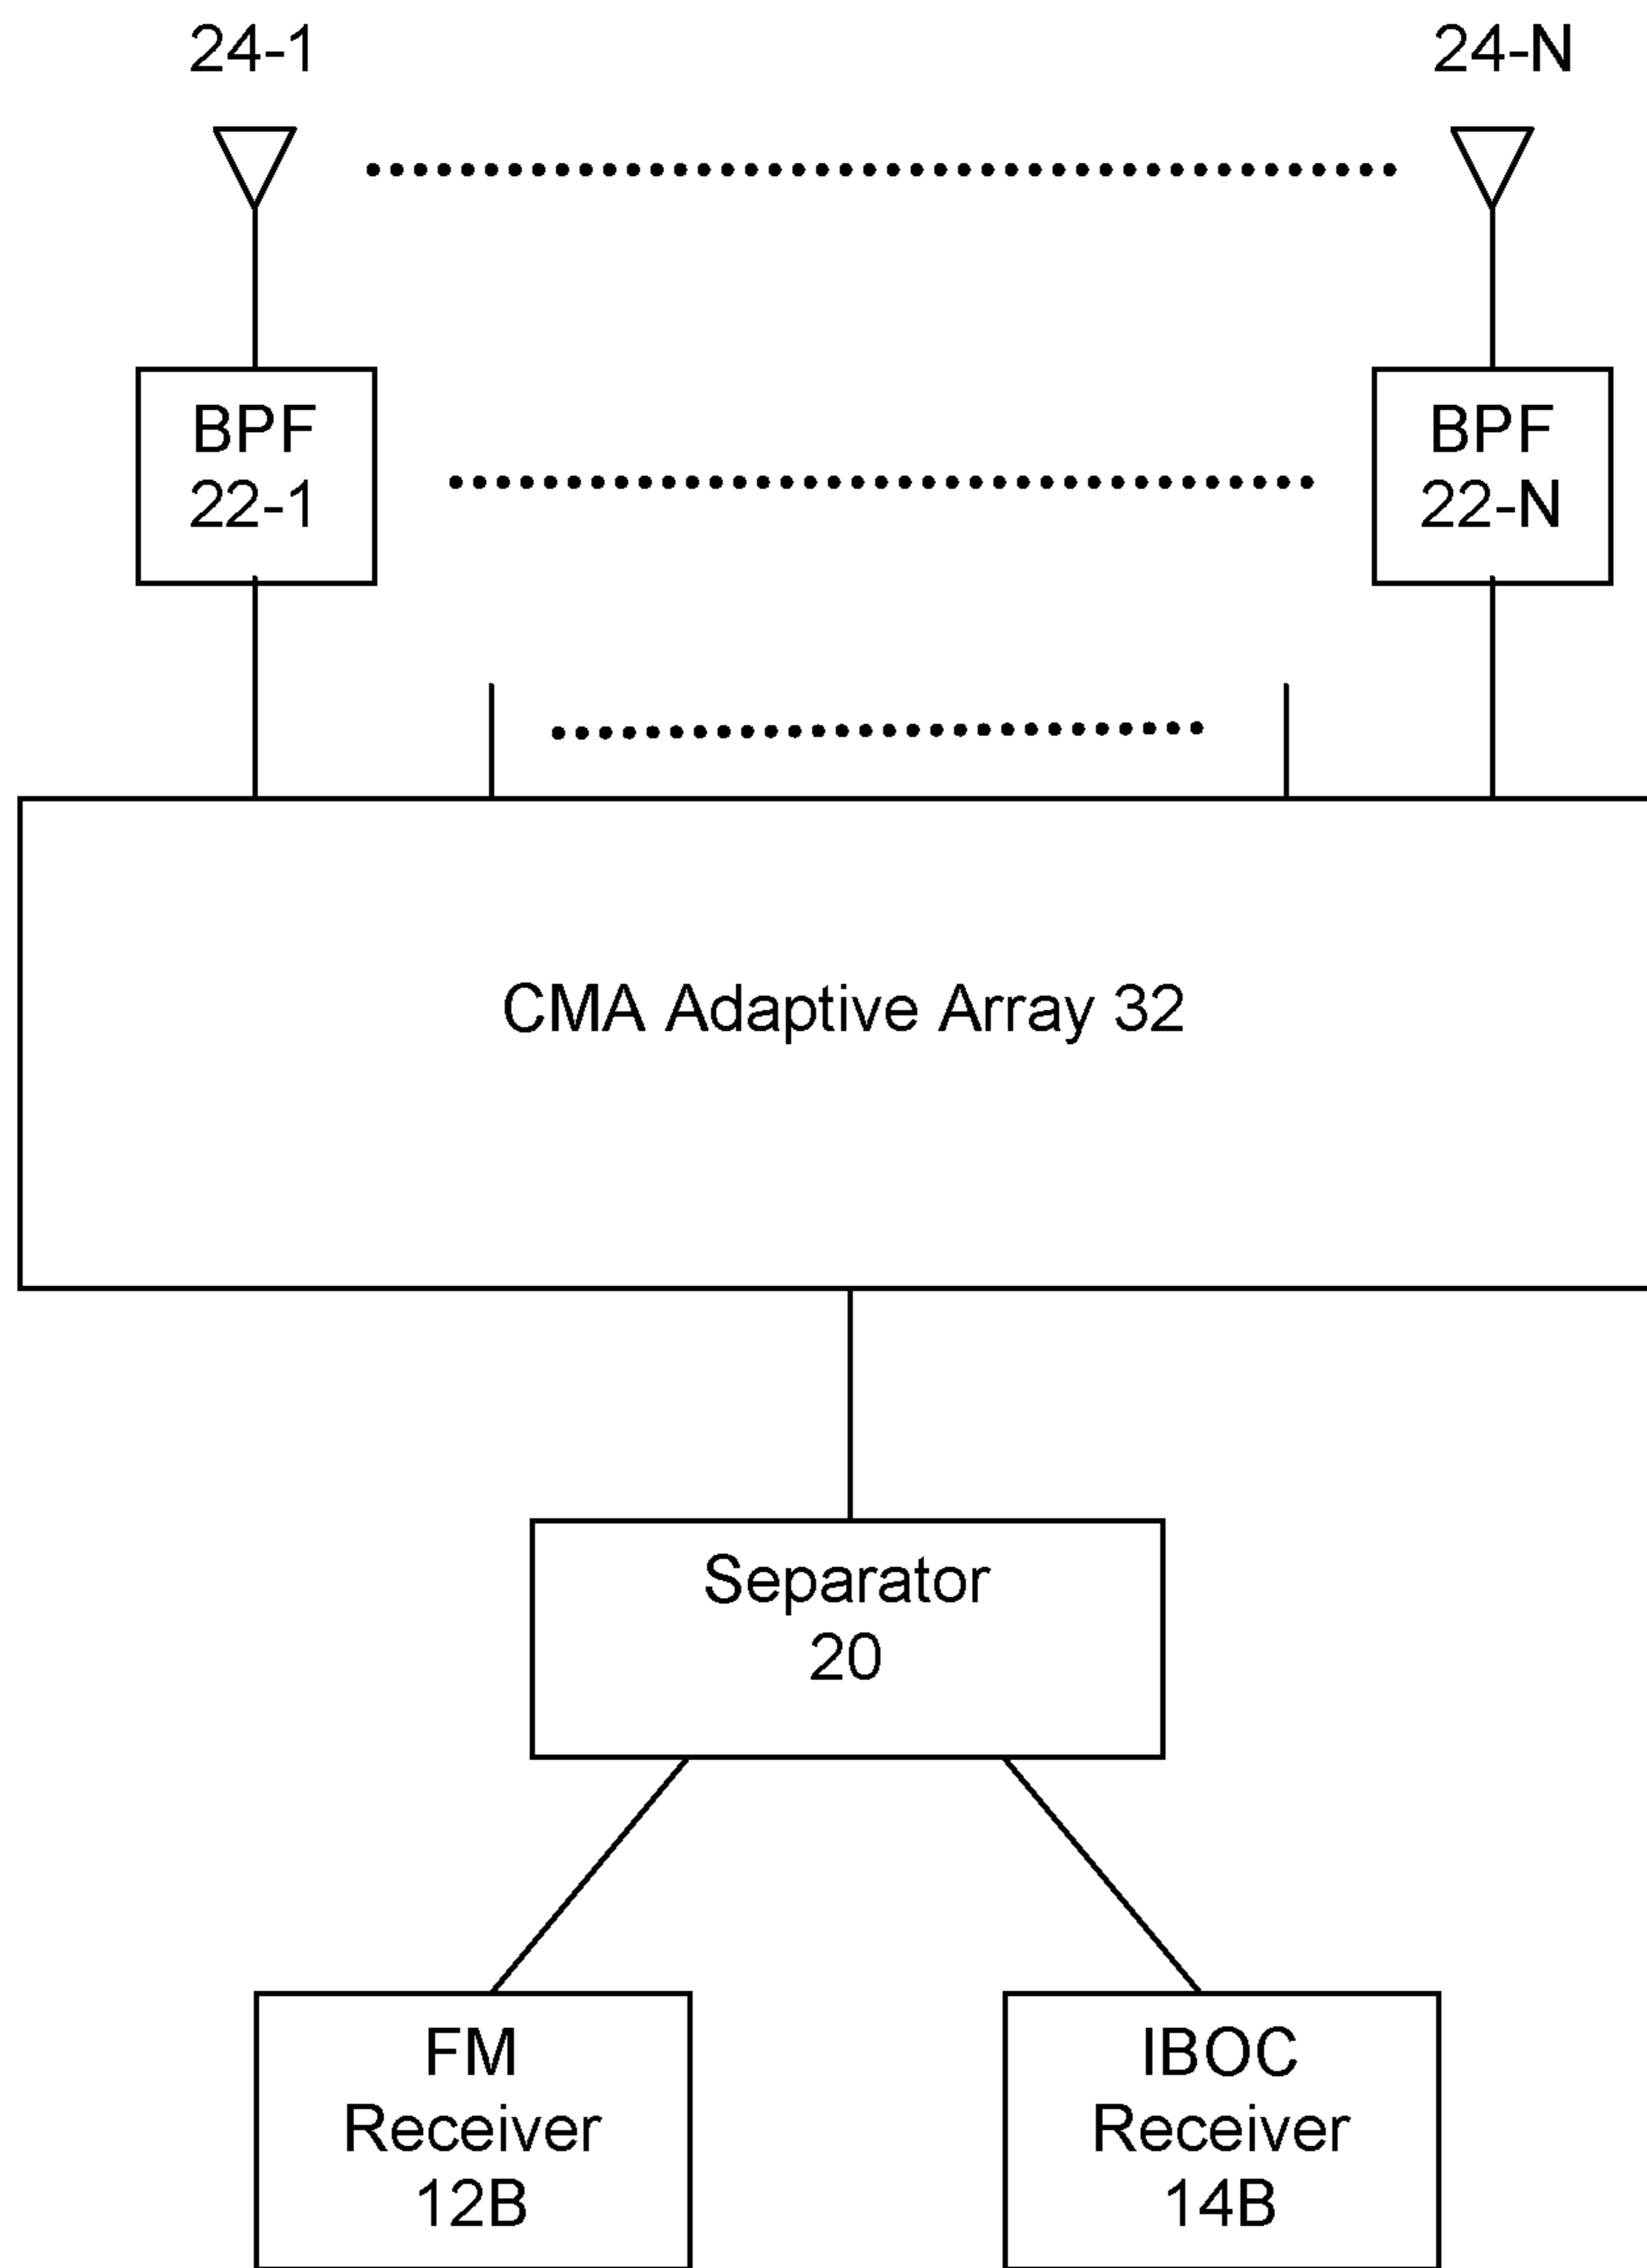 24-1
24-N
BPF
22-1
BPF
22-N
CMA Adaptive Array 32
Separator
20
FM
Receiver
12B
IBOC
Receiver
14B